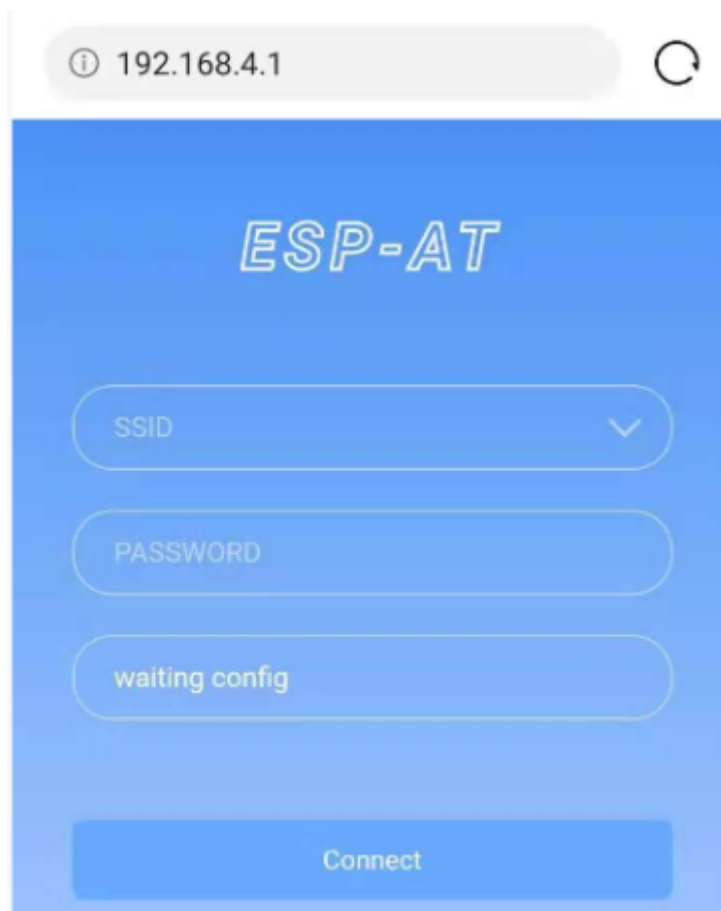 192.168.4.1
ESP-AT
SSID
PASSWORD
waiting config
Connect